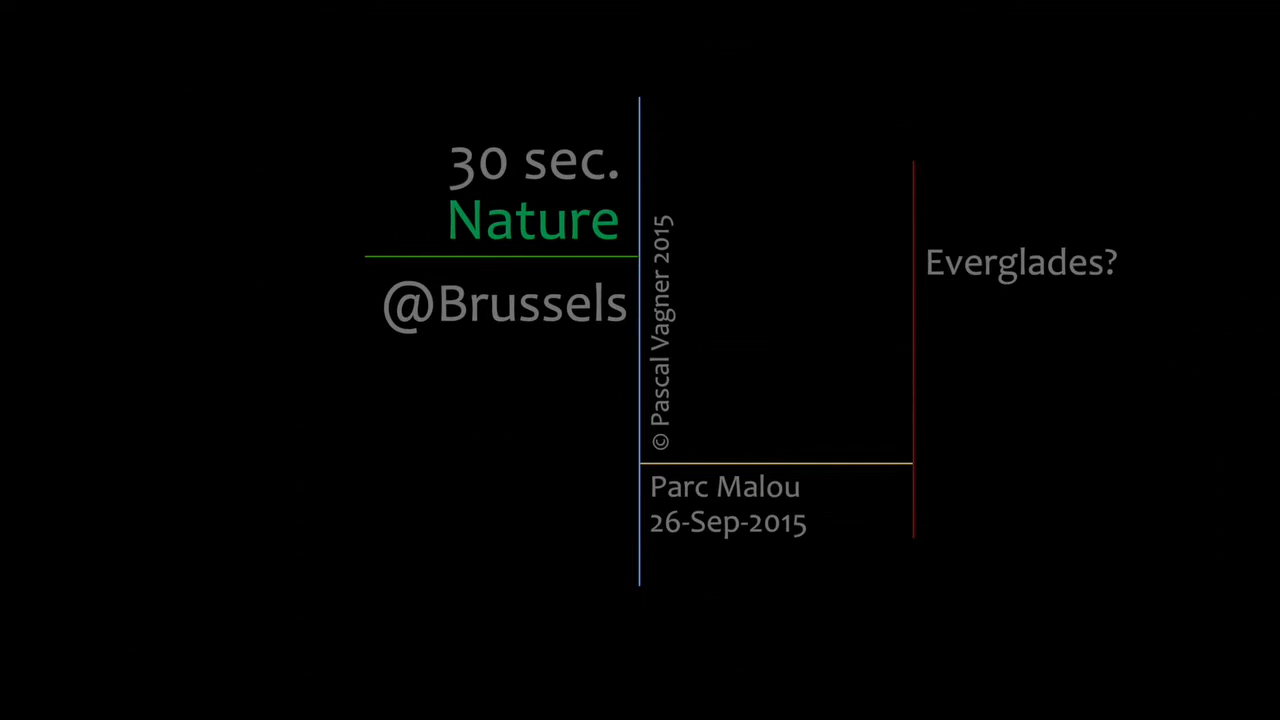 30 sec.
Nature
@Brussels
© Pascal Vagner 2015
Parc Malou
26-Sep-2015
Everglades?